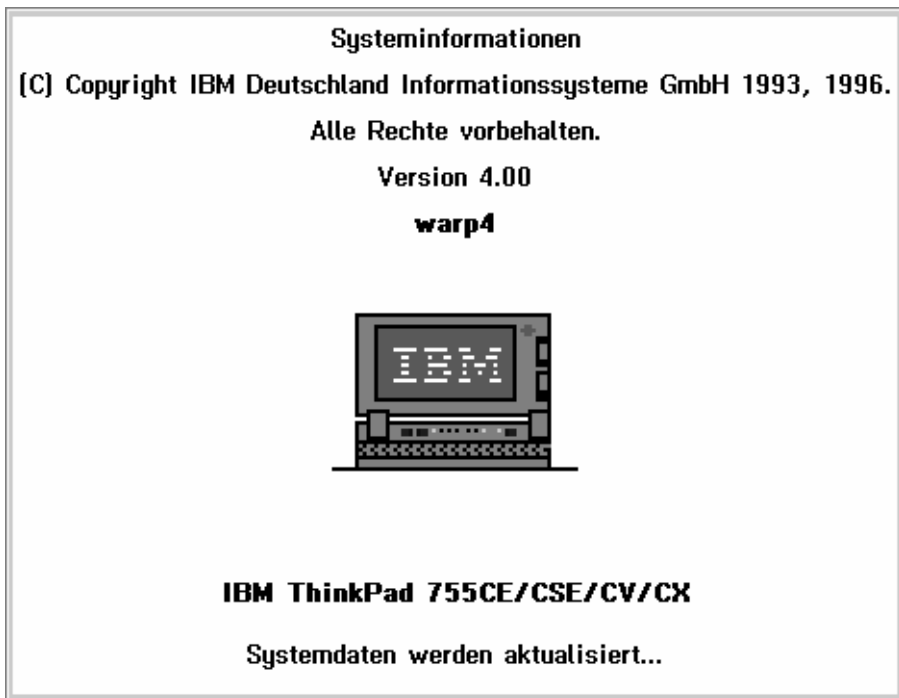 Systeminformationen
(C) Copyright IBM Deutschland Informationssysteme GmbH 1993, 1996.
Alle Rechte vorbehalten.
Version 4.00
warp4
IBM
IBM ThinkPad 755CE/CSE/CV/CX
Systemdaten werden aktualisiert...